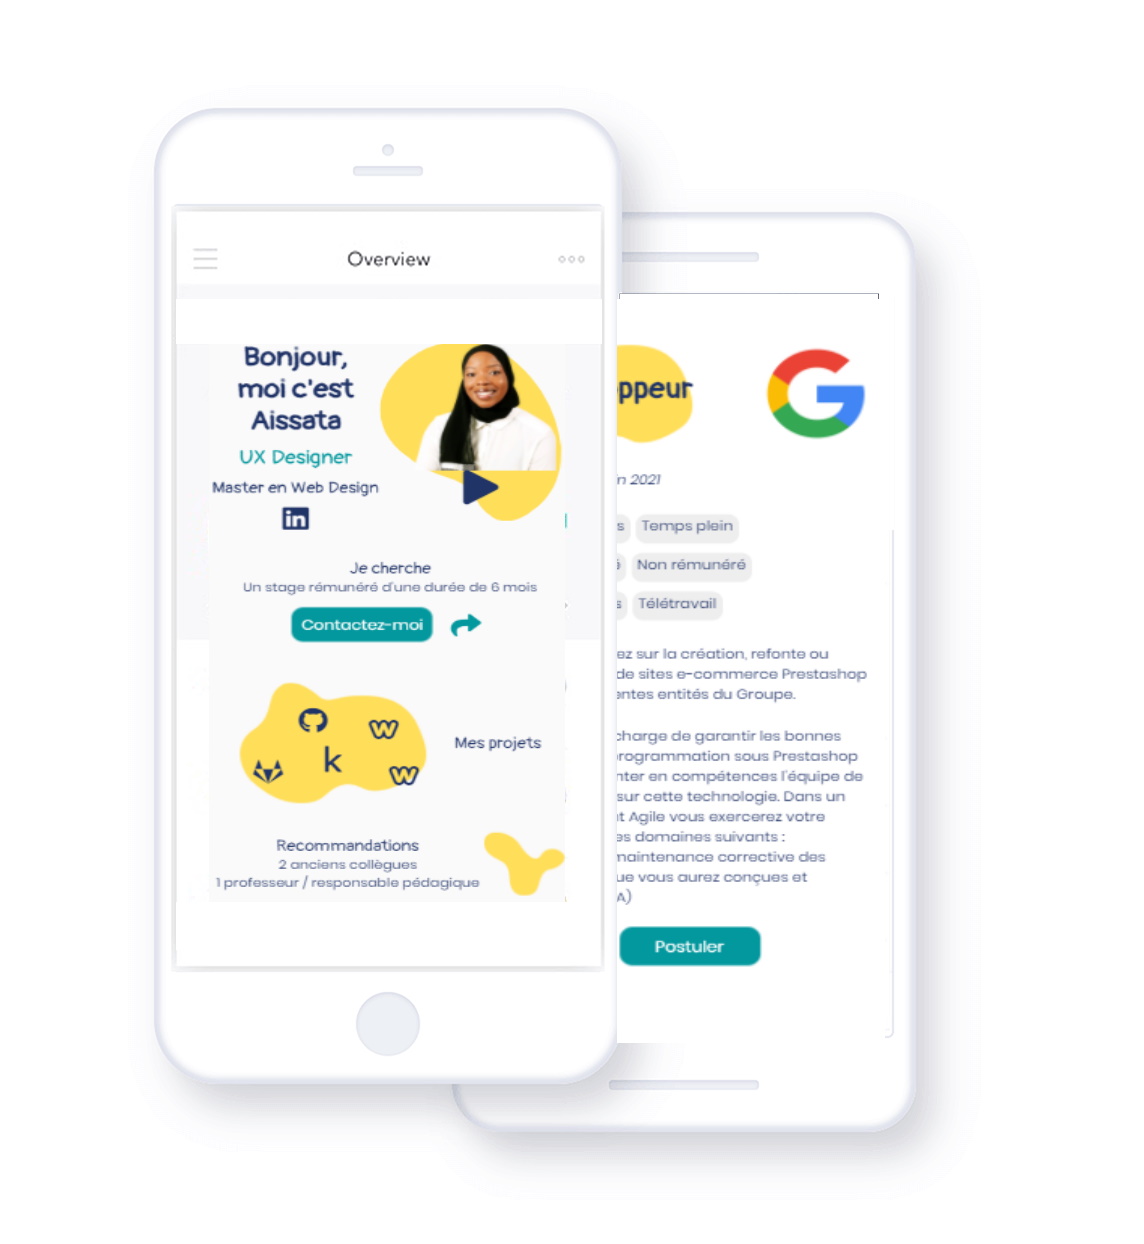 Overview
Bonjour,
moi c'est
Aissata
UX Designer
Master en Web Design
in
Je cherche
Un stage rémunéré d'une durée de 6 mois
Contactez-moi
k
Mes projets
Recommandations
2 anciens collègues
1 professeur / responsable pédagique
ppeur
G
n 2021
s Temps plein
é Non rémunéré
s Télétravail
ez sur la création, refonte ou
de sites e-commerce Prestashop
entes entités du Groupe.
charge de garantir les bonnes
rogrammation sous Prestashop
nter en compétences l'équipe de
sur cette technologie. Dans un
t Agile vous exercerez votre
es domaines suivants :
maintenance corrective des
ue vous aurez conçues et
A)
Postuler